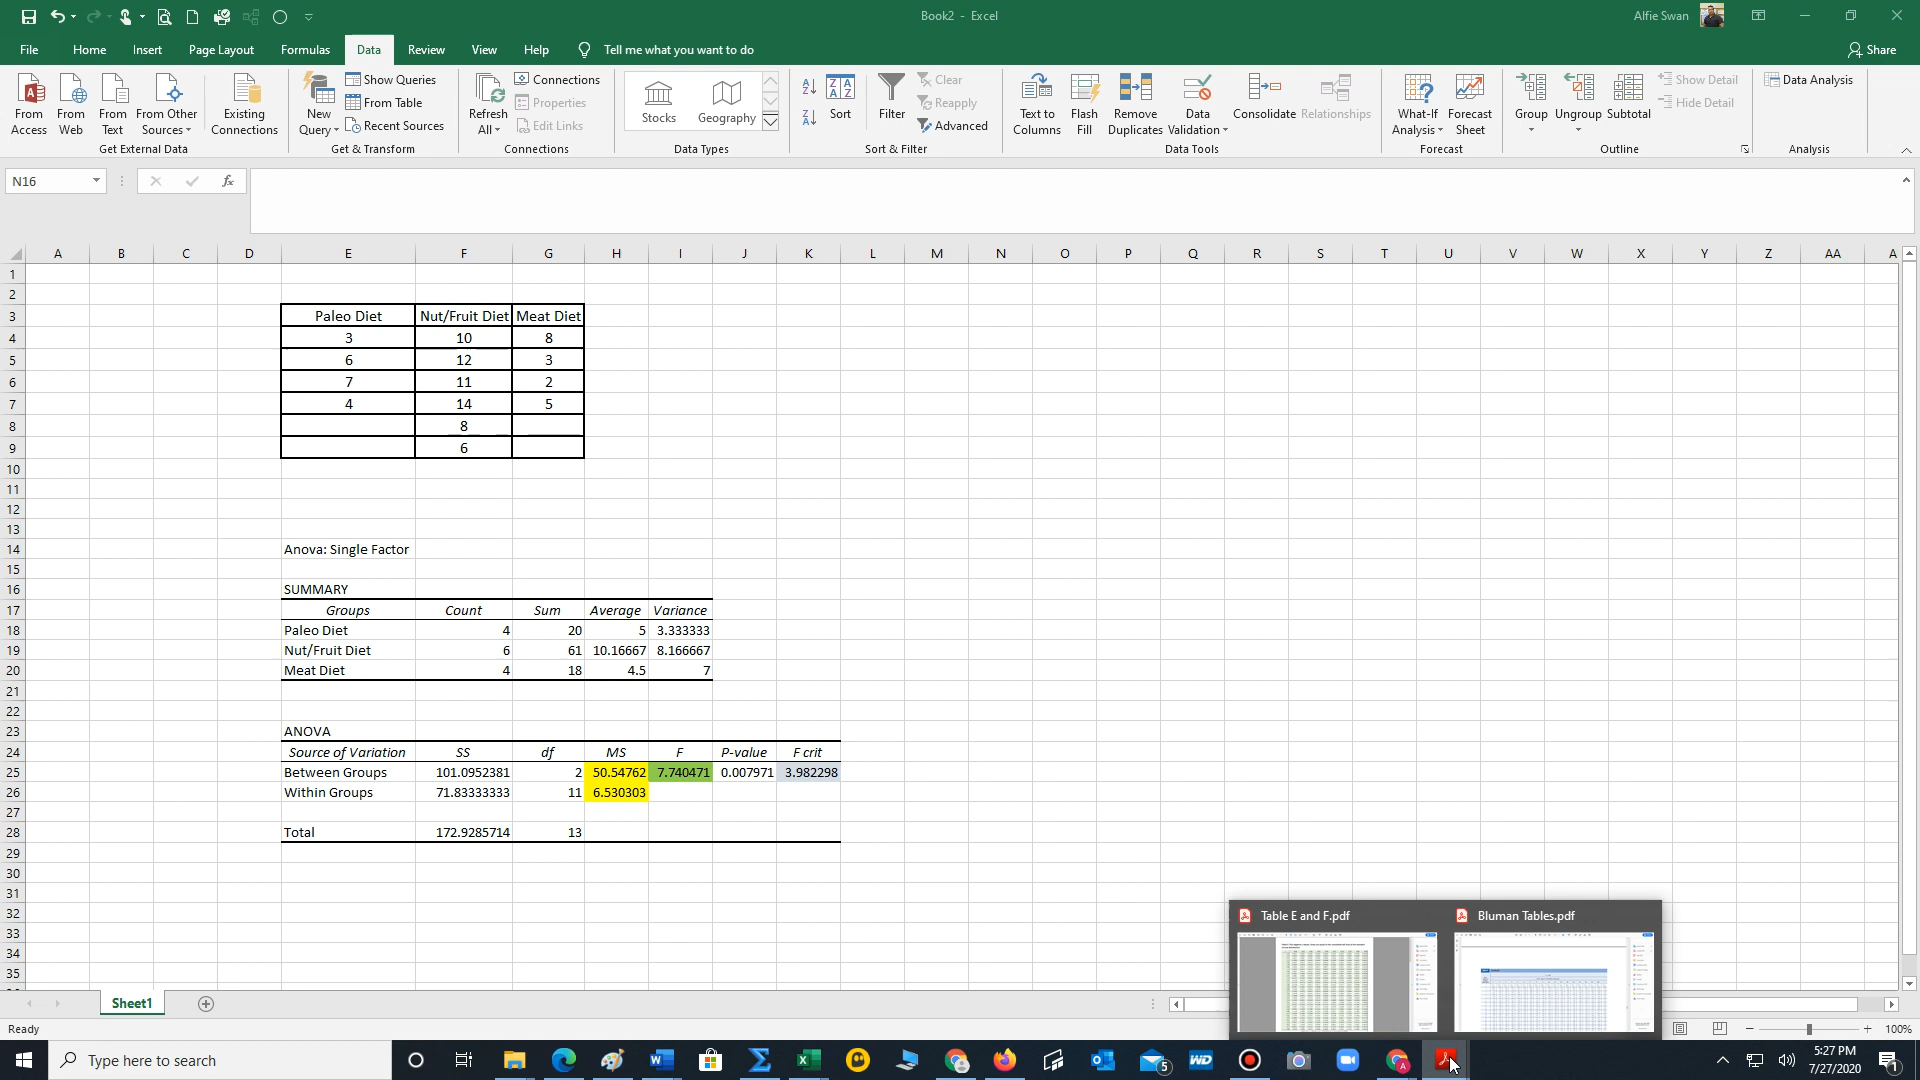 Book2 - Excel
Alfie Swan
File Home Insert Page Layout Formulas Data Review View Help Tell me what you want to do Share
From Access
From Web
From Text
From Other Sources
Existing Connections
Get External Data
New Query
Show Queries
From Table
Recent Sources
Get & Transform
Refresh All
Connections
Properties
Edit Links
Connections
Stocks
Geography
Data Types
Sort
Filter
Clear
Reapply
Advanced
Sort & Filter
Text to Columns
Flash Fill
Remove Duplicates
Data Validation
Consolidate
Relationships
Data Tools
What-If Analysis
Forecast Sheet
Forecast
Group
Ungroup
Subtotal
Show Detail
Hide Detail
Outline
Data Analysis
Analysis
N16
fx
A B C D E F G H I J K L M N O P Q R S T U V W X Y Z AA A
1
2
3 Paleo Diet Nut/Fruit Diet Meat Diet
4 3 10 8
5 6 12 3
6 7 11 2
7 4 14 5
8 8
9 6
10
11
12
13
14 Anova: Single Factor
15
16 SUMMARY
17 Groups Count Sum Average Variance
18 Paleo Diet 4 20 5 3.333333
19 Nut/Fruit Diet 6 61 10.16667 8.166667
20 Meat Diet 4 18 4.5 7
21
22
23 ANOVA
24 Source of Variation SS df MS F P-value F crit
25 Between Groups 101.0952381 2 50.54762 7.740471 0.007971 3.982298
26 Within Groups 71.83333333 11 6.530303
27
28 Total 172.9285714 13
29
30
31
32
33
34
35
Table E and F.pdf
Bluman Tables.pdf
Sheet1
Ready
100%
Type here to search
5
WD
A
5:27 PM
7/27/2020
1